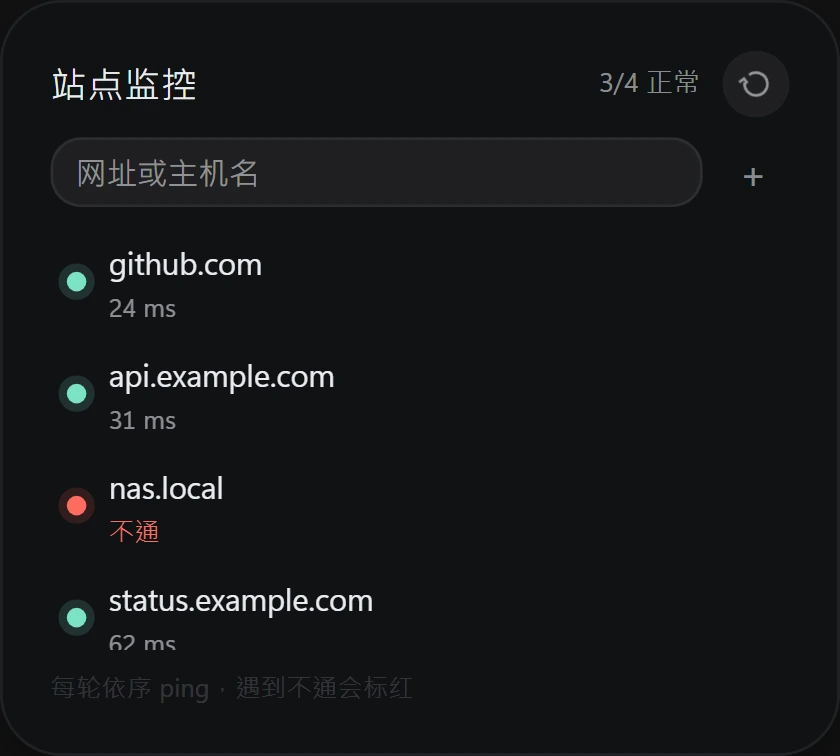 站点监控
3/4 正常
网址或主机名
+
github.com
24 ms
api.example.com
31 ms
nas.local
不通
status.example.com
62 ms
每轮依序 ping · 遇到不通会标红